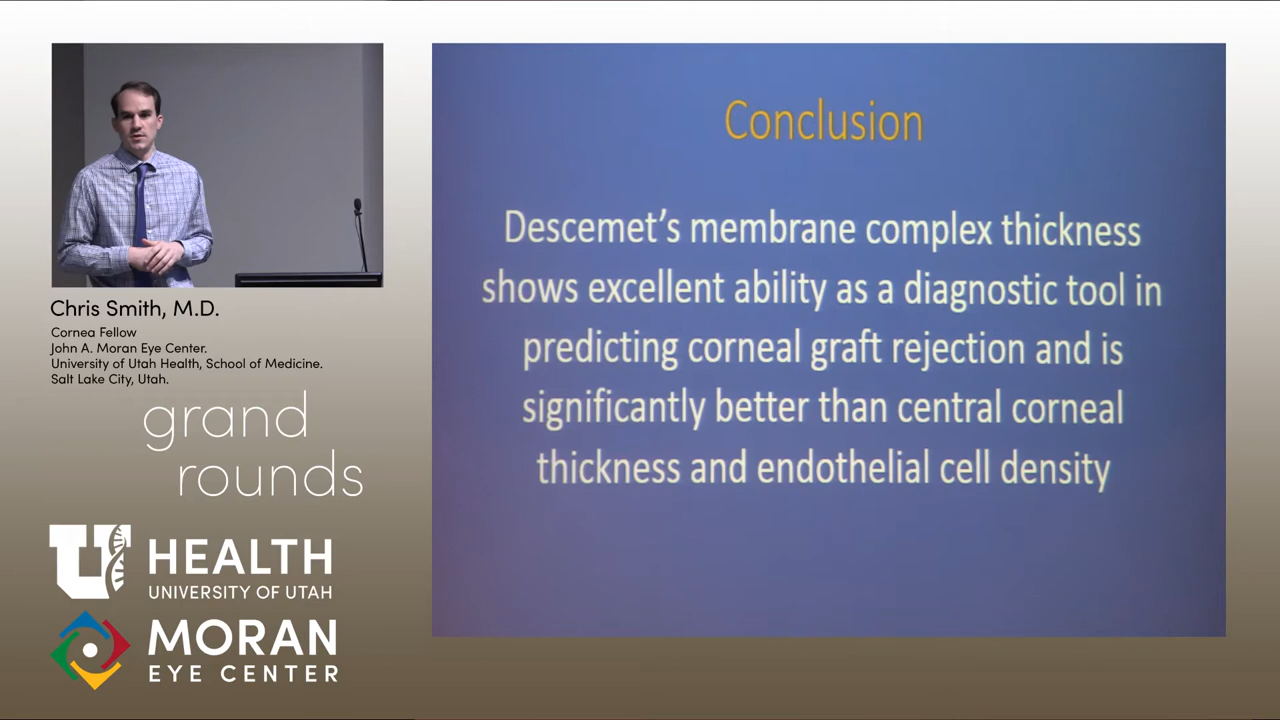 Conclusion
Descemet's membrane complex thickness
shows excellent ability as a diagnostic tool in
predicting corneal graft rejection and is
significantly better than central corneal
thickness and endothelial cell density
Chris Smith, M.D.
Cornea Fellow
John A. Moran Eye Center.
University of Utah Health, School of Medicine.
Salt Lake City, Utah.
grand
rounds
U HEALTH
UNIVERSITY OF UTAH
MORAN
EYE CENTER